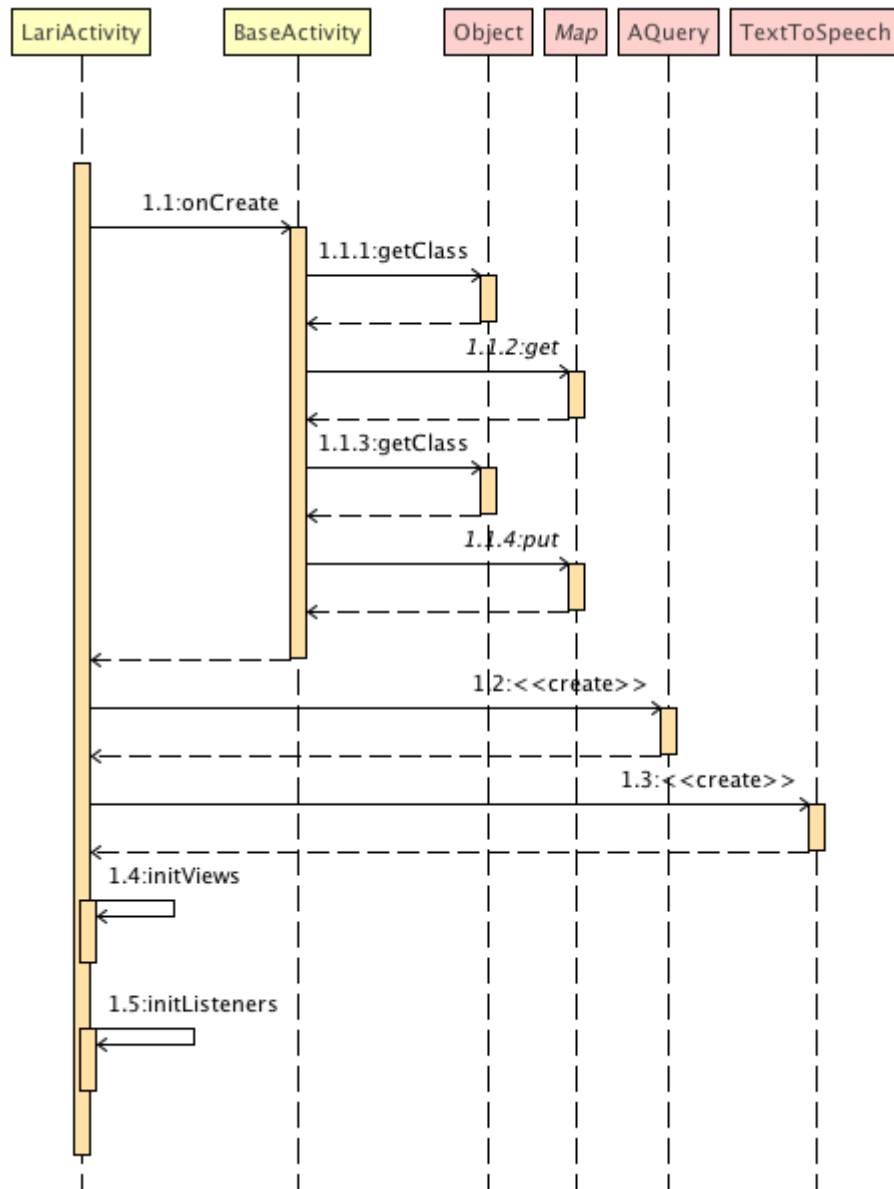 LariActivity BaseActivity Object Map AQuery TextToSpeech
1.1:onCreate
1.1.1:getClass
1.1.2:get
1.1.3:getClass
1.1.4:put
1.2:<<create>>
1.3:<<create>>
1.4:initViews
1.5:initListeners